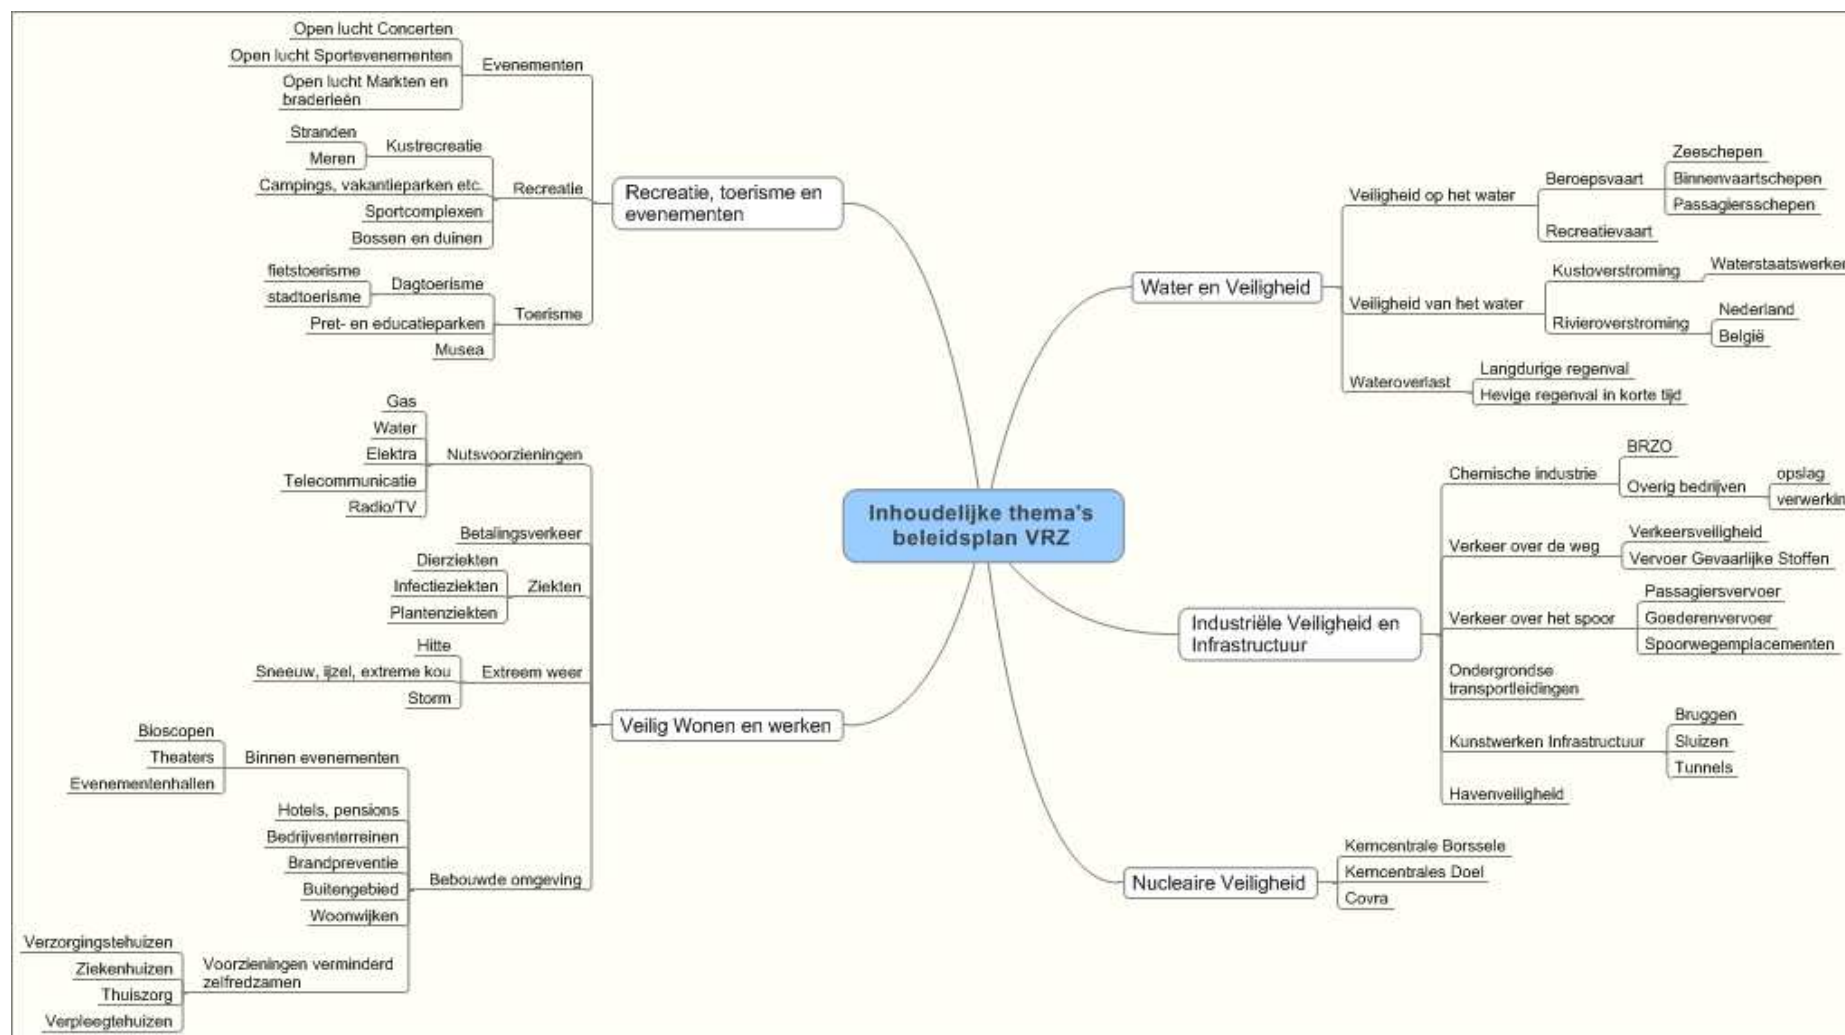 Inhoudelijke thema's
beleidsplan VRZ
Recreatie, toerisme en
evenementen
Evenementen
Open lucht Concerten
Open lucht Sportevenementen
Open lucht Markten en
braderieën
Recreatie
Kustrecreatie
Stranden
Meren
Campings, vakantieparken etc.
Sportcomplexen
Bossen en duinen
Toerisme
Dagtoerisme
fietstoerisme
stadtoerisme
Pret- en educatieparken
Musea
Veilig Wonen en werken
Nutsvoorzieningen
Gas
Water
Elektra
Telecommunicatie
Radio/TV
Betalingsverkeer
Ziekten
Dierziekten
Infectieziekten
Plantenziekten
Extreem weer
Hitte
Sneeuw, ijzel, extreme kou
Storm
Bebouwde omgeving
Binnen evenementen
Bioscopen
Theaters
Evenementenhallen
Hotels, pensions
Bedrijventerreinen
Brandpreventie
Buitengebied
Woonwijken
Voorzieningen verminderd
zelfredzamen
Verzorgingstehuizen
Ziekenhuizen
Thuiszorg
Verpleegtehuizen
Water en Veiligheid
Veiligheid op het water
Beroepsvaart
Zeeschepen
Binnenvaartschepen
Passagiersschepen
Recreatievaart
Veiligheid van het water
Kustoverstroming
Waterstaatswerken
Rivieroverstroming
Nederland
België
Wateroverlast
Langdurige regenval
Hevige regenval in korte tijd
Industriële Veiligheid en
Infrastructuur
Chemische industrie
BRZO
Overig bedrijven
opslag
verwerkin
Verkeer over de weg
Verkeersveiligheid
Vervoer Gevaarlijke Stoffen
Verkeer over het spoor
Passagiersvervoer
Goederenvervoer
Spoorwegemplacementen
Ondergrondse
transportleidingen
Kunstwerken Infrastructuur
Bruggen
Sluizen
Tunnels
Havenveiligheid
Nucleaire Veiligheid
Kerncentrale Borssele
Kerncentrales Doel
Covra